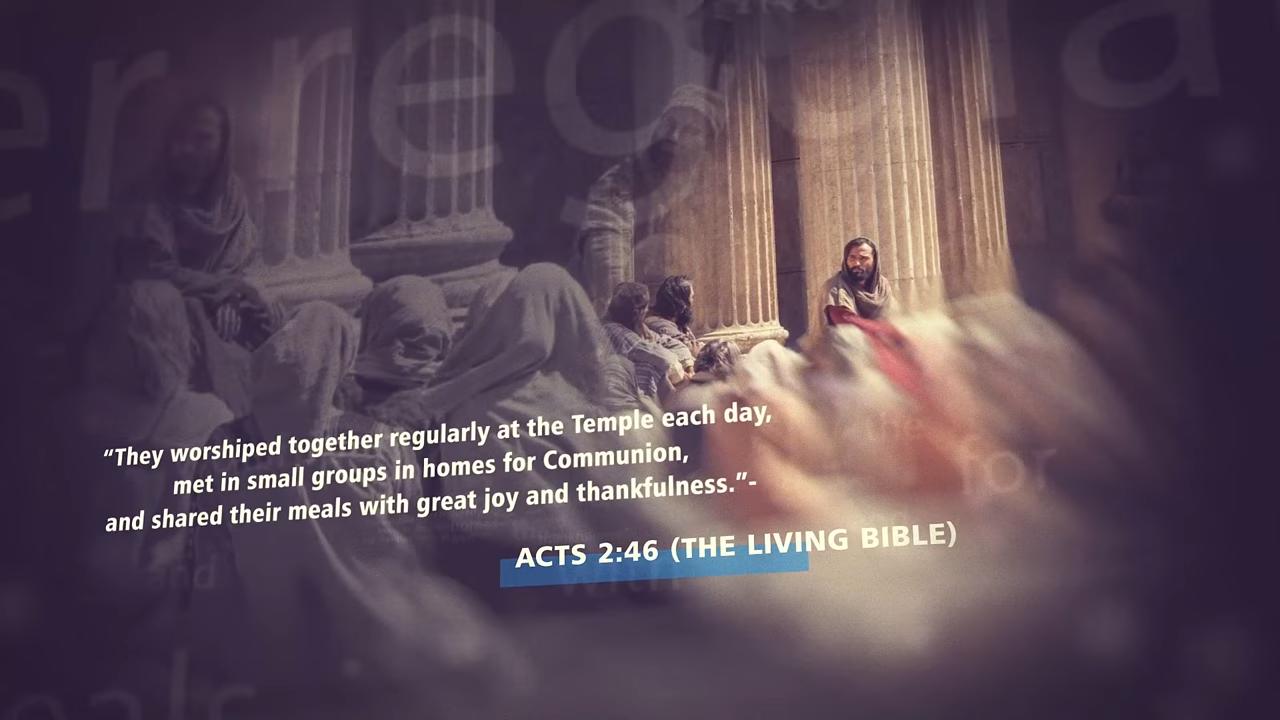 “They worshiped together regularly at the Temple each day,
met in small groups in homes for Communion,
and shared their meals with great joy and thankfulness.”-
ACTS 2:46 (THE LIVING BIBLE)